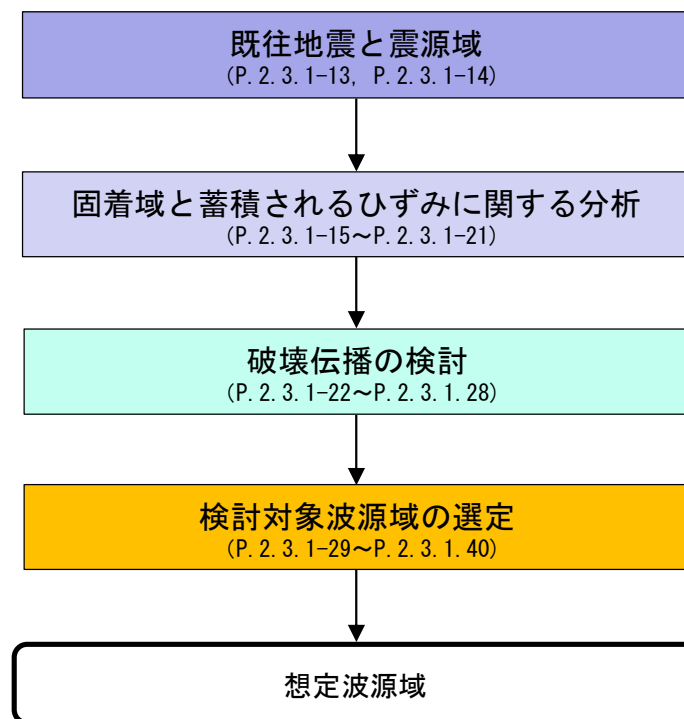 既往地震と震源域
(P. 2. 3. 1-13, P. 2. 3. 1-14)
固着域と蓄積されるひずみに関する分析
(P. 2. 3. 1-15～P. 2. 3. 1-21)
破壊伝播の検討
(P. 2. 3. 1-22～P. 2. 3. 1. 28)
検討対象波源域の選定
(P. 2. 3. 1-29～P. 2. 3. 1. 40)
想定波源域